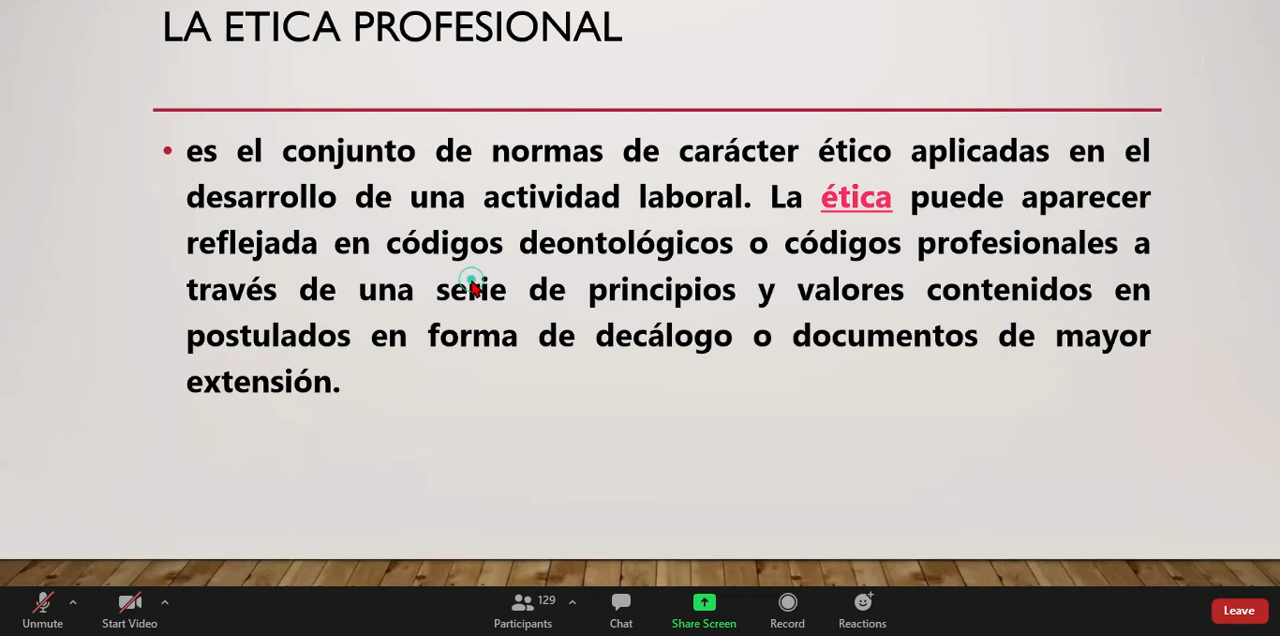 LA ETICA PROFESIONAL
• es el conjunto de normas de carácter ético aplicadas en el
desarrollo de una actividad laboral. La ética puede aparecer
reflejada en códigos deontológicos o códigos profesionales a
través de una serie de principios y valores contenidos en
postulados en forma de decálogo o documentos de mayor
extensión.
129
Unmute Start Video Participants Chat Share Screen Record Reactions Leave